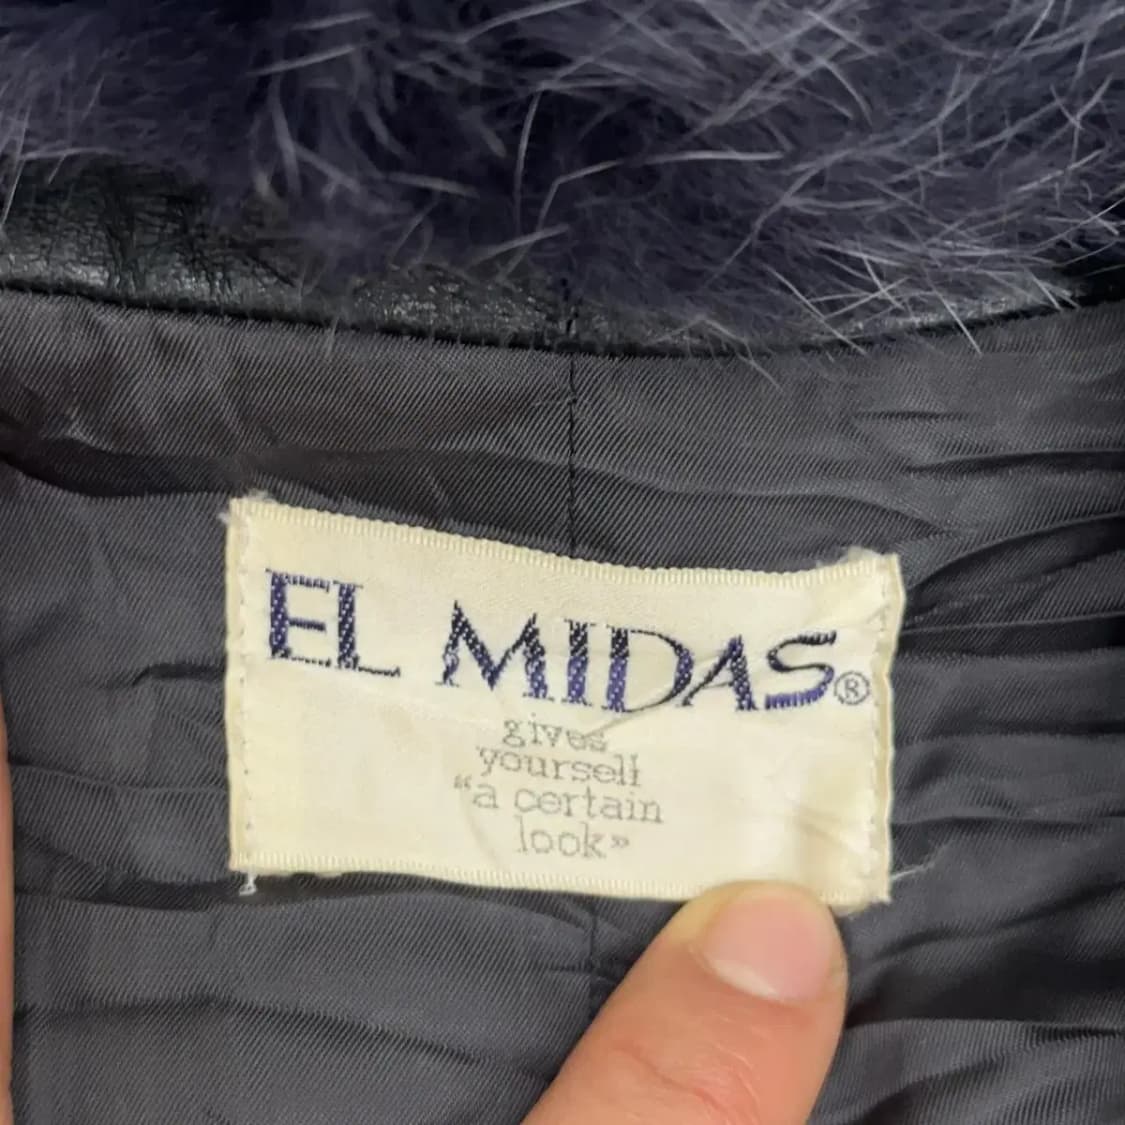 EL MIDAS®
gives
yourself
“a certain
look”